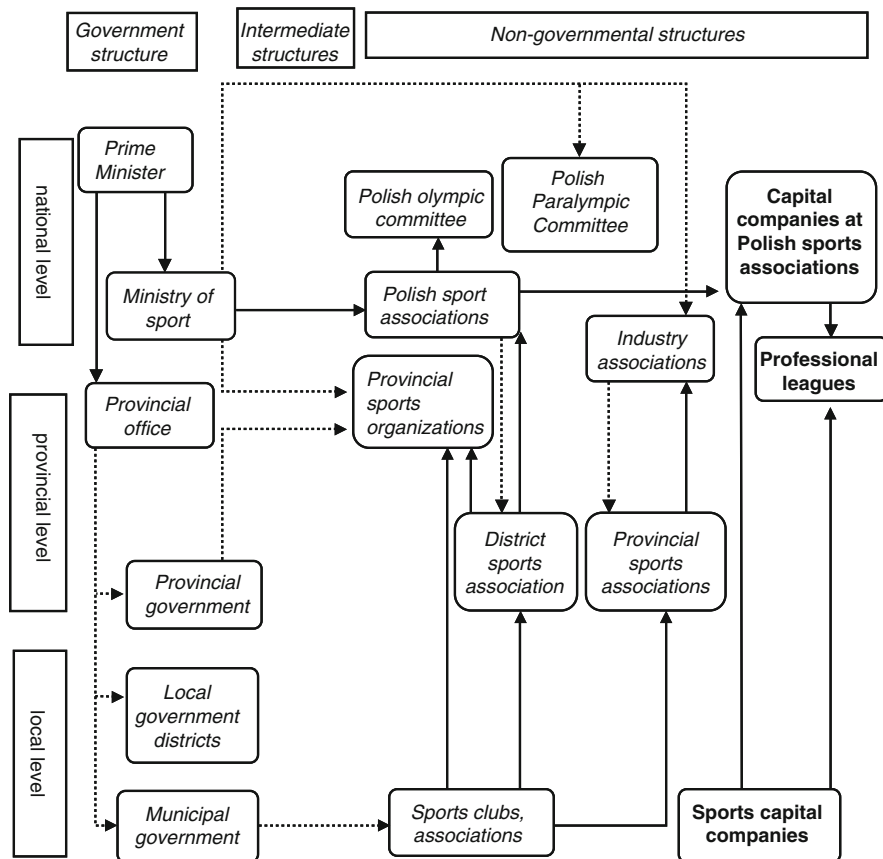 Government
structure
Intermediate
structures
Non-governmental structures
national level
Prime
Minister
Polish olympic
committee
Polish
Paralympic
Committee
Capital
companies at
Polish sports
associations
Ministry of
sport
Polish sport
associations
Industry
associations
Professional
leagues
provincial level
Provincial
office
Provincial
sports
organizations
District
sports
association
Provincial
sports
associations
Provincial
government
local level
Local
government
districts
Municipal
government
Sports clubs,
associations
Sports capital
companies